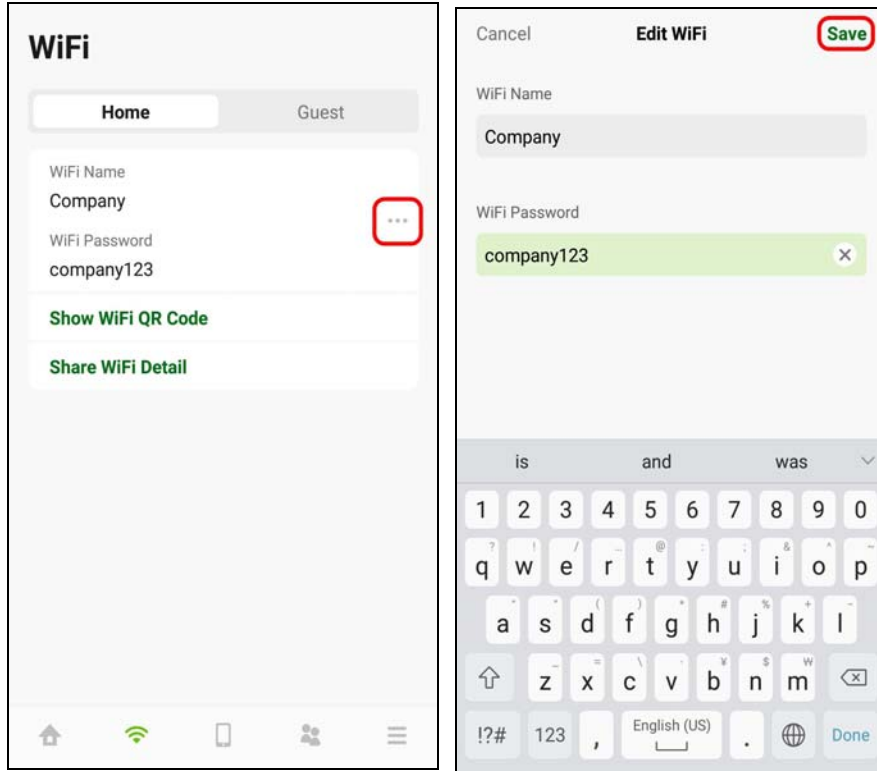 WiFi
Home Guest
WiFi Name
Company
...
WiFi Password
company123
Show WiFi QR Code
Share WiFi Detail
Cancel Edit WiFi Save
WiFi Name
Company
WiFi Password
company123
is and was
1 2 3 4 5 6 7 8 9 0
q w e r t y u i o p
a s d f g h j k l
z x c v b n m
!?# 123 , English (US) . Done